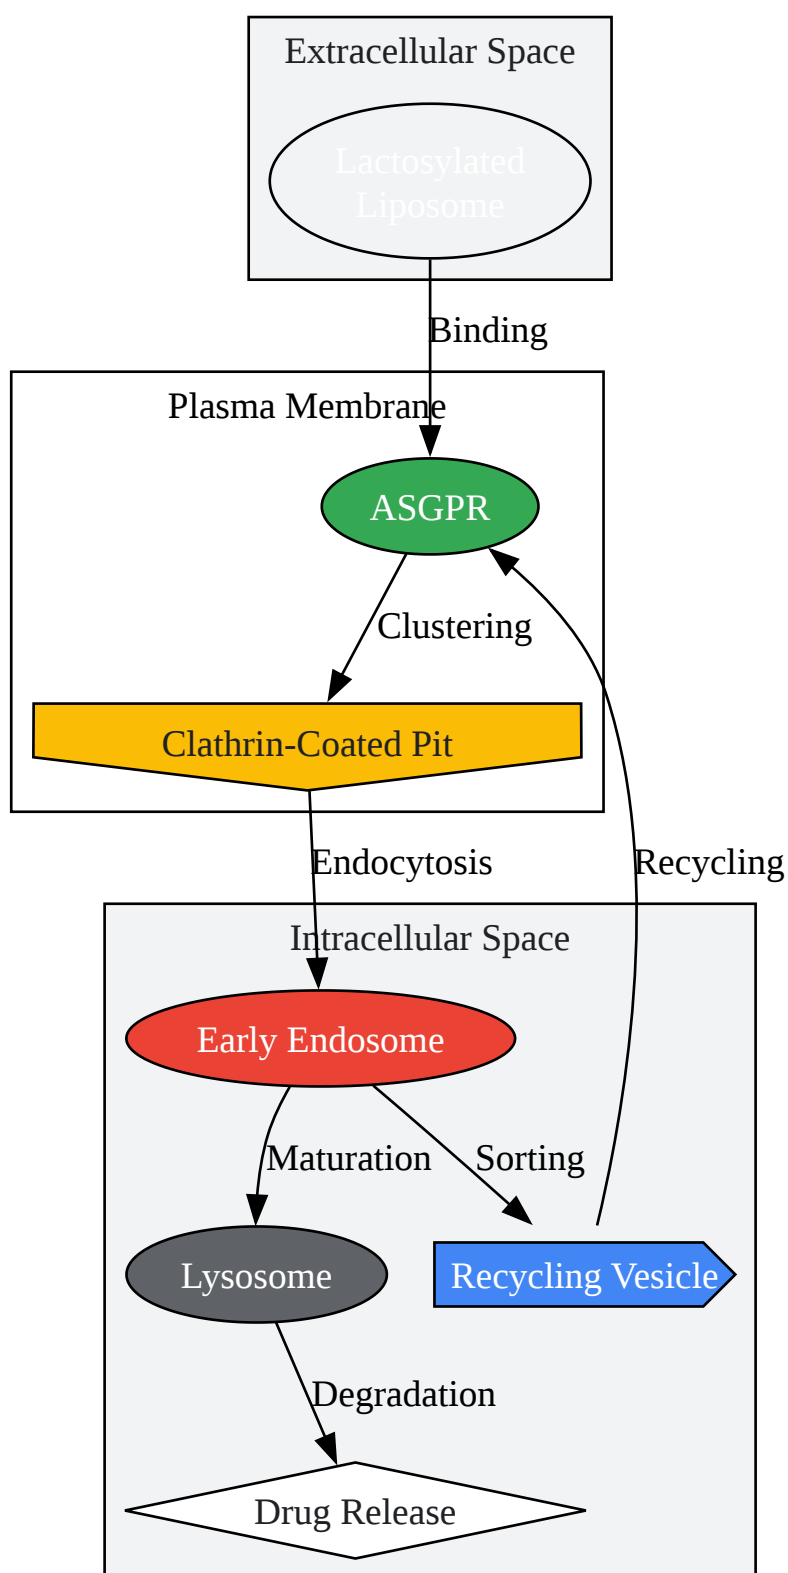 Extracellular Space
Lactosylated
Liposome
Binding
Plasma Membrane
ASGPR
Clustering
Clathrin-Coated Pit
Endocytosis
Recycling
Intracellular Space
Early Endosome
Maturation
Sorting
Lysosome
Recycling Vesicle
Degradation
Drug Release